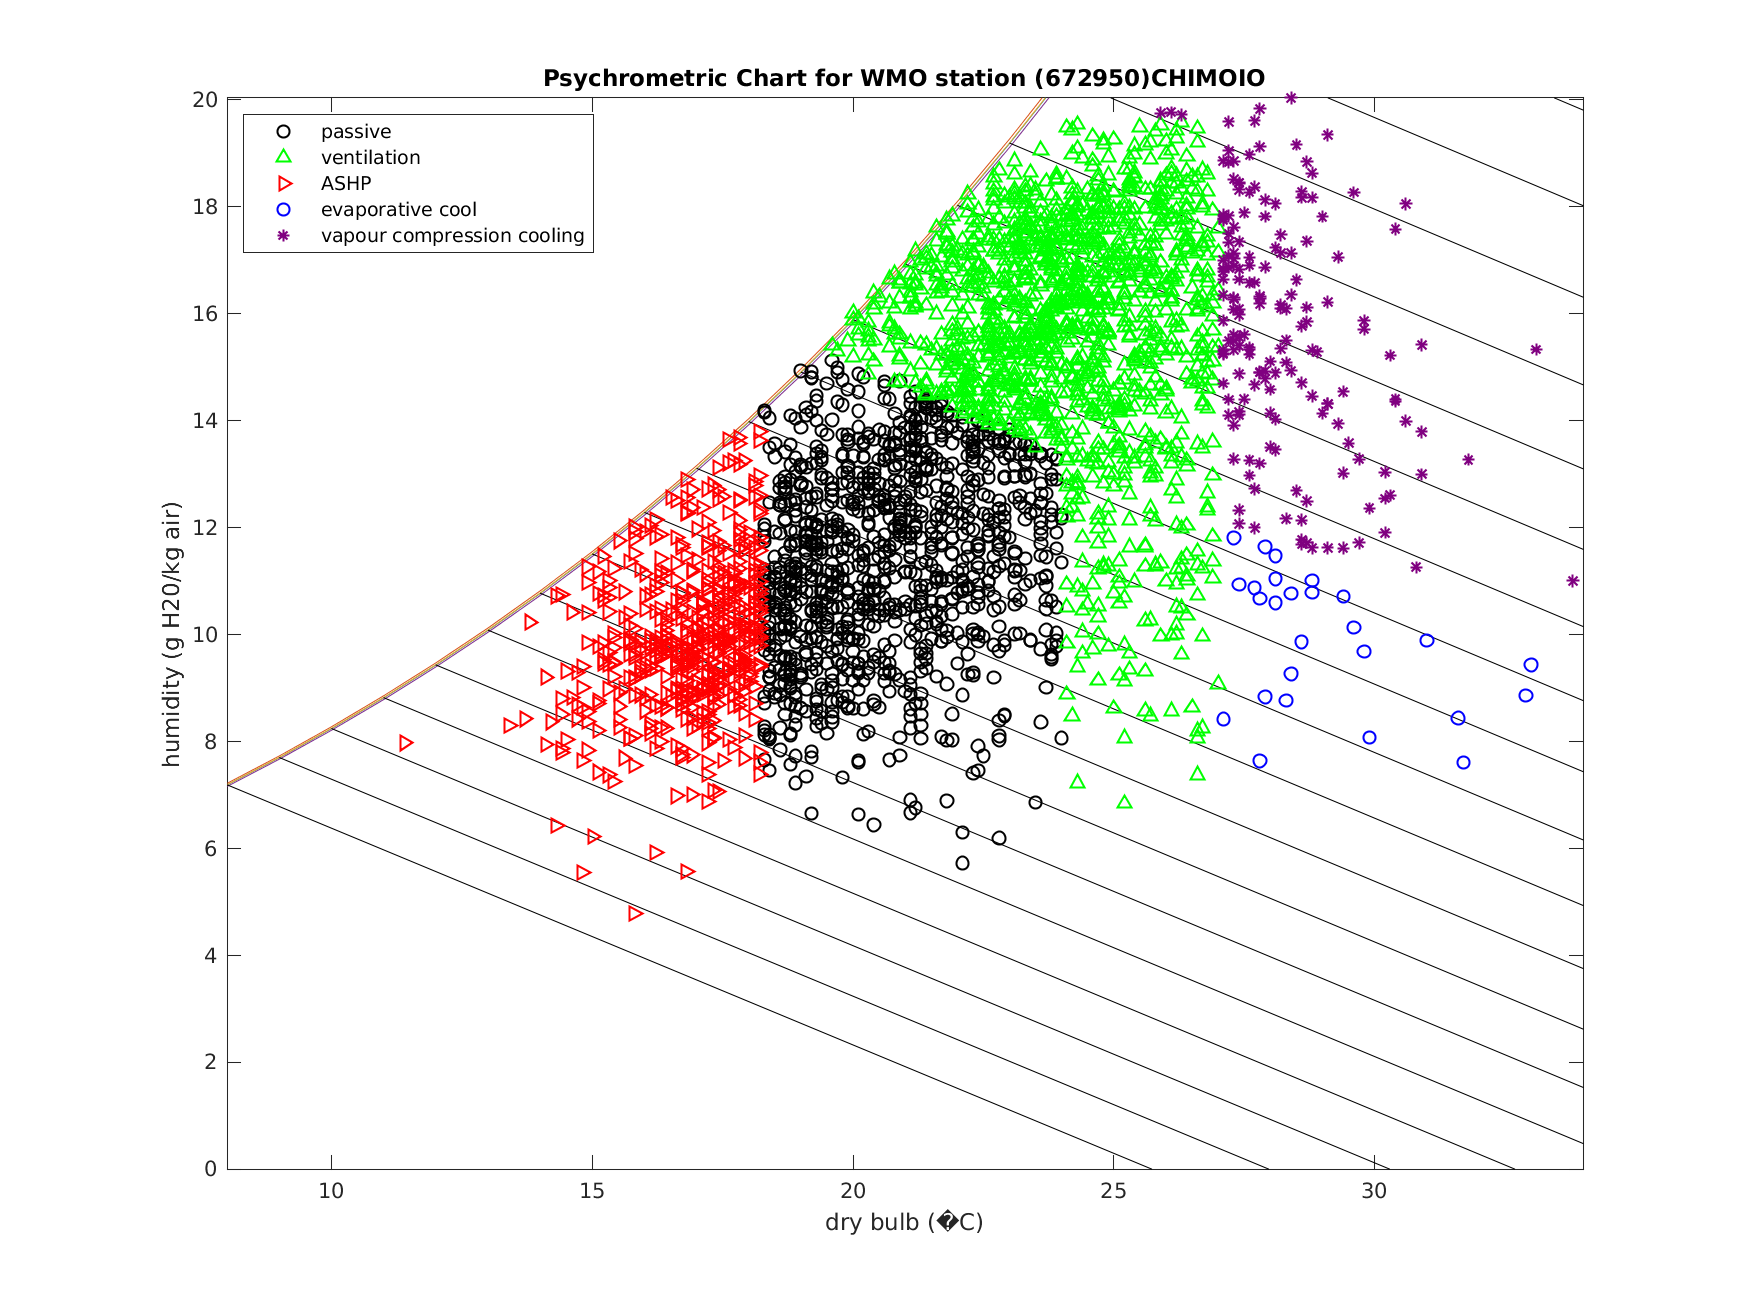 Psychrometric Chart for WMO station (672950)CHIMOIO
passive
ventilation
ASHP
evaporative cool
vapour compression cooling
humidity (g H20/kg air)
20
18
16
14
12
10
8
6
4
2
0
10
15
20
25
30
dry bulb (�C)